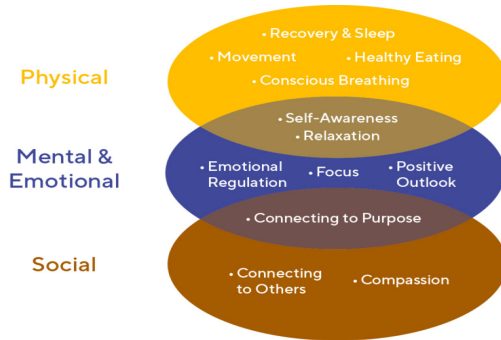 • Recovery & Sleep
Physical
• Movement • Healthy Eating
• Conscious Breathing
• Self-Awareness
• Relaxation
Mental &
Emotional
• Emotional
Regulation
• Focus
• Positive
Outlook
• Connecting to Purpose
Social
• Connecting
to Others
• Compassion